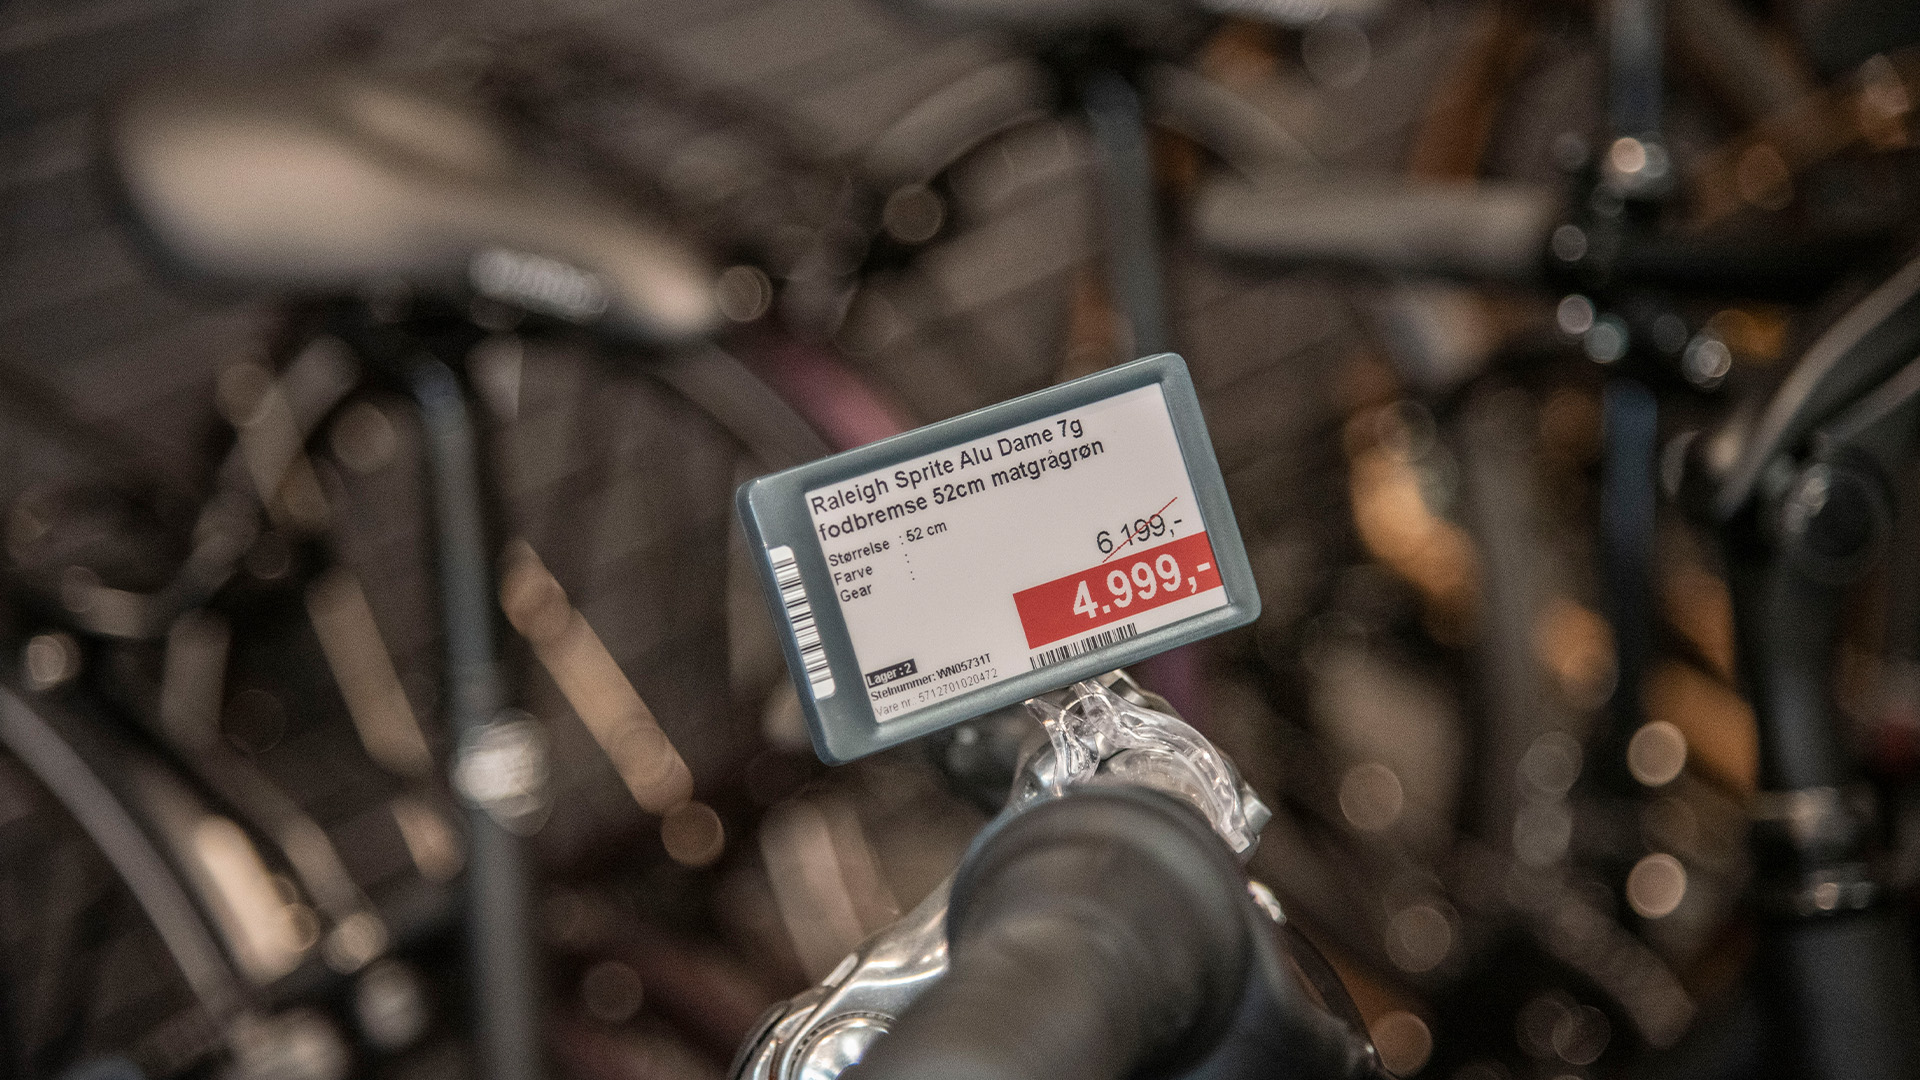 Raleigh Sprite Alu Dame 7g
fodbremse 52cm matgrågrøn
Størrelse : 52 cm
Farve :
Gear :
6.199,-
4.999,-
Lager : 2
Stelnummer: WN05731T
Vare nr. 5712701020472